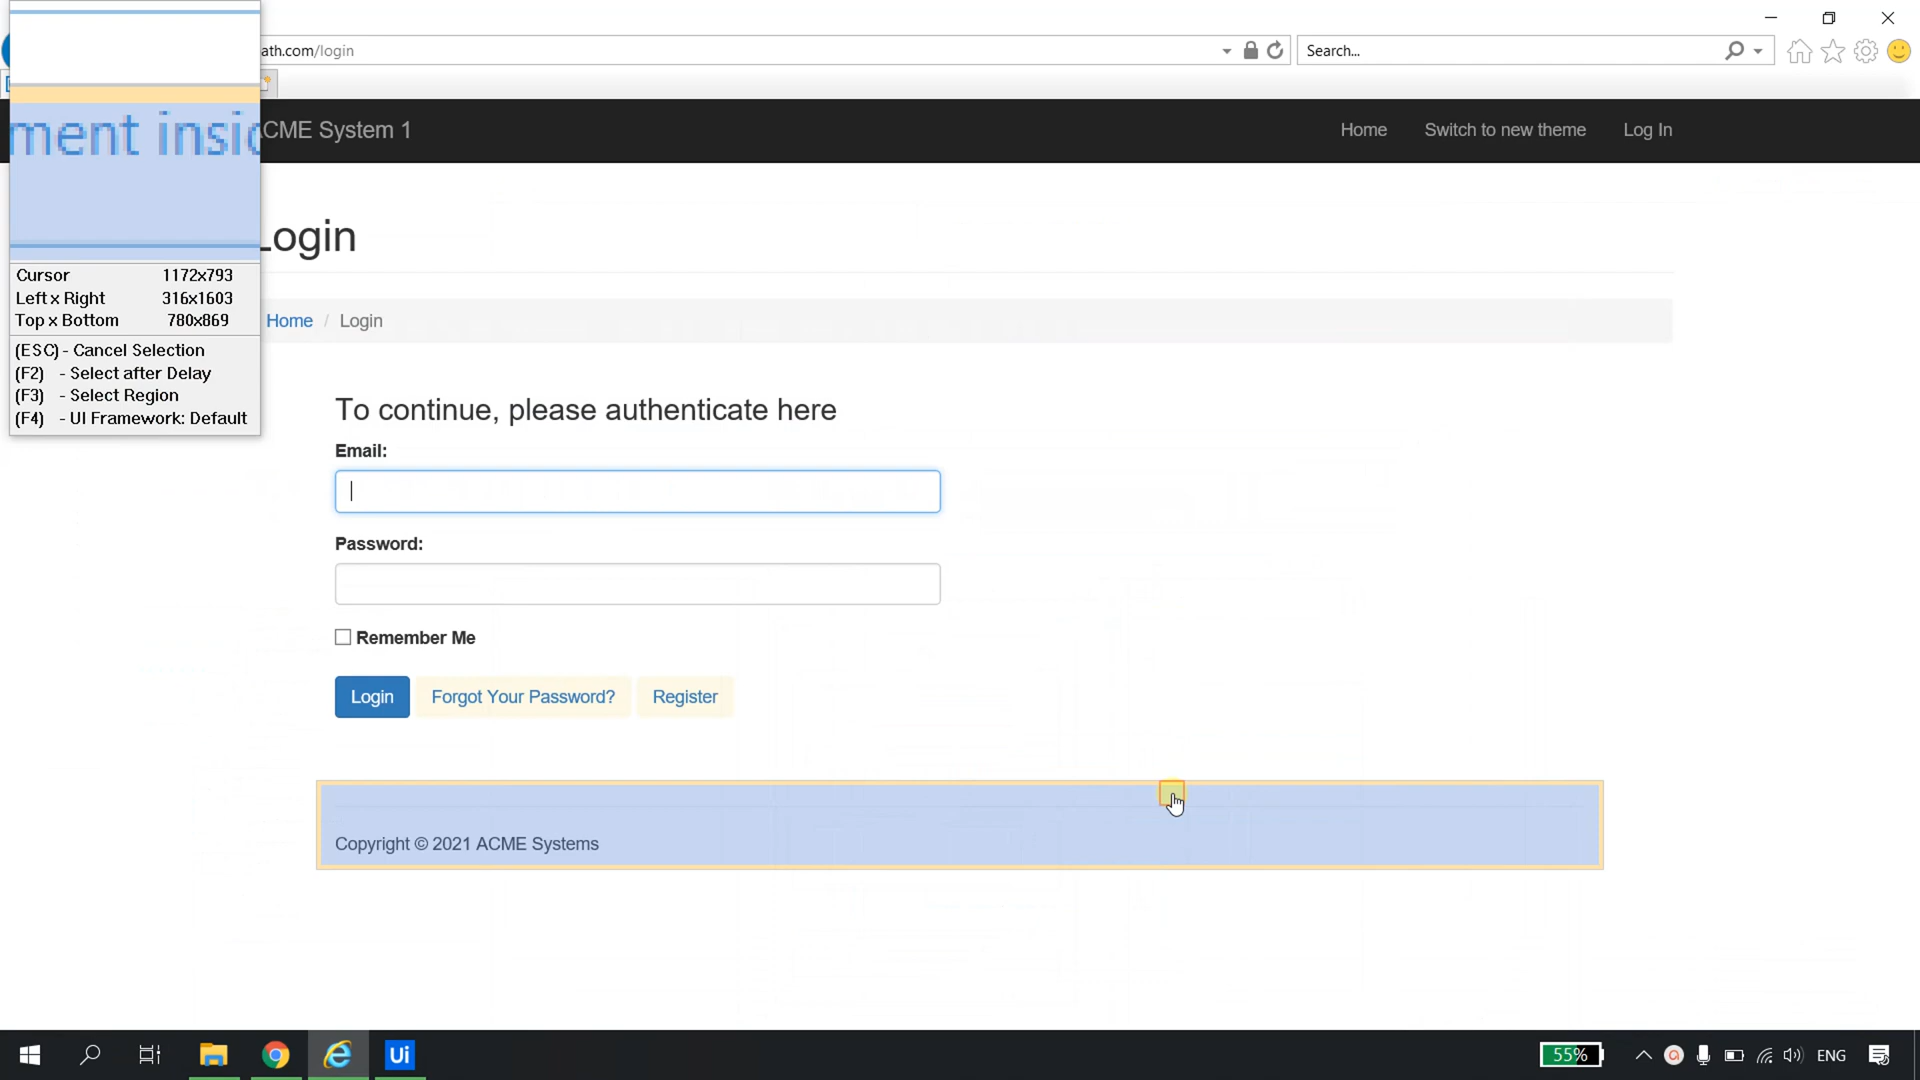 ath.com/login
Search...
CME System 1
Home
Switch to new theme
Log In
ment insi
Login
Cursor 1172x793
Left x Right 316x1603
Top x Bottom 780x869
(ESC) - Cancel Selection
(F2) - Select after Delay
(F3) - Select Region
(F4) - UI Framework: Default
Home / Login
To continue, please authenticate here
Email:
Password:
Remember Me
Login
Forgot Your Password?
Register
Copyright © 2021 ACME Systems
Ui
55%
ENG